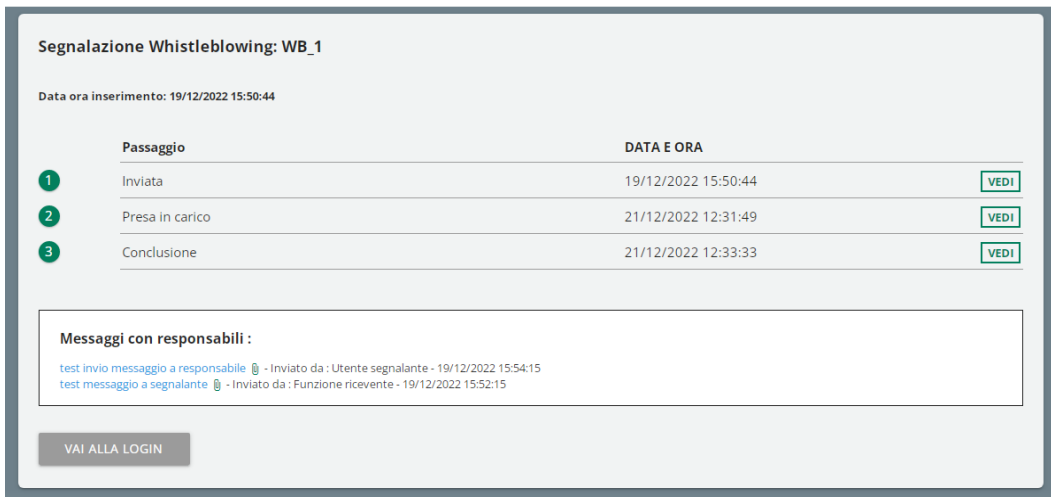 Segnalazione Whistleblowing: WB_1
Data ora inserimento: 19/12/2022 15:50:44
Passaggio DATA E ORA
1 Inviata 19/12/2022 15:50:44 VEDI
2 Presa in carico 21/12/2022 12:31:49 VEDI
3 Conclusione 21/12/2022 12:33:33 VEDI
Messaggi con responsabili :
test invio messaggio a responsabile - Inviato da : Utente segnalante - 19/12/2022 15:54:15
test messaggio a segnalante - Inviato da : Funzione ricevente - 19/12/2022 15:52:15
VAI ALLA LOGIN